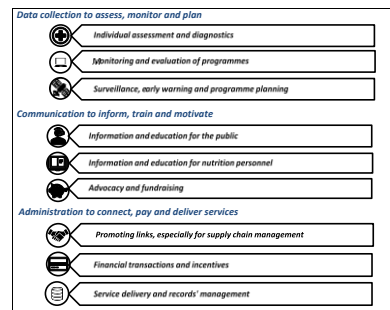 Data collection to assess, monitor and plan
Individual assessment and diagnostics
Monitoring and evaluation of programmes
Surveillance, early warning and programme planning
Communication to inform, train and motivate
Information and education for the public
Information and education for nutrition personnel
Advocacy and fundraising
Administration to connect, pay and deliver services
Promoting links, especially for supply chain management
Financial transactions and incentives
Service delivery and records' management